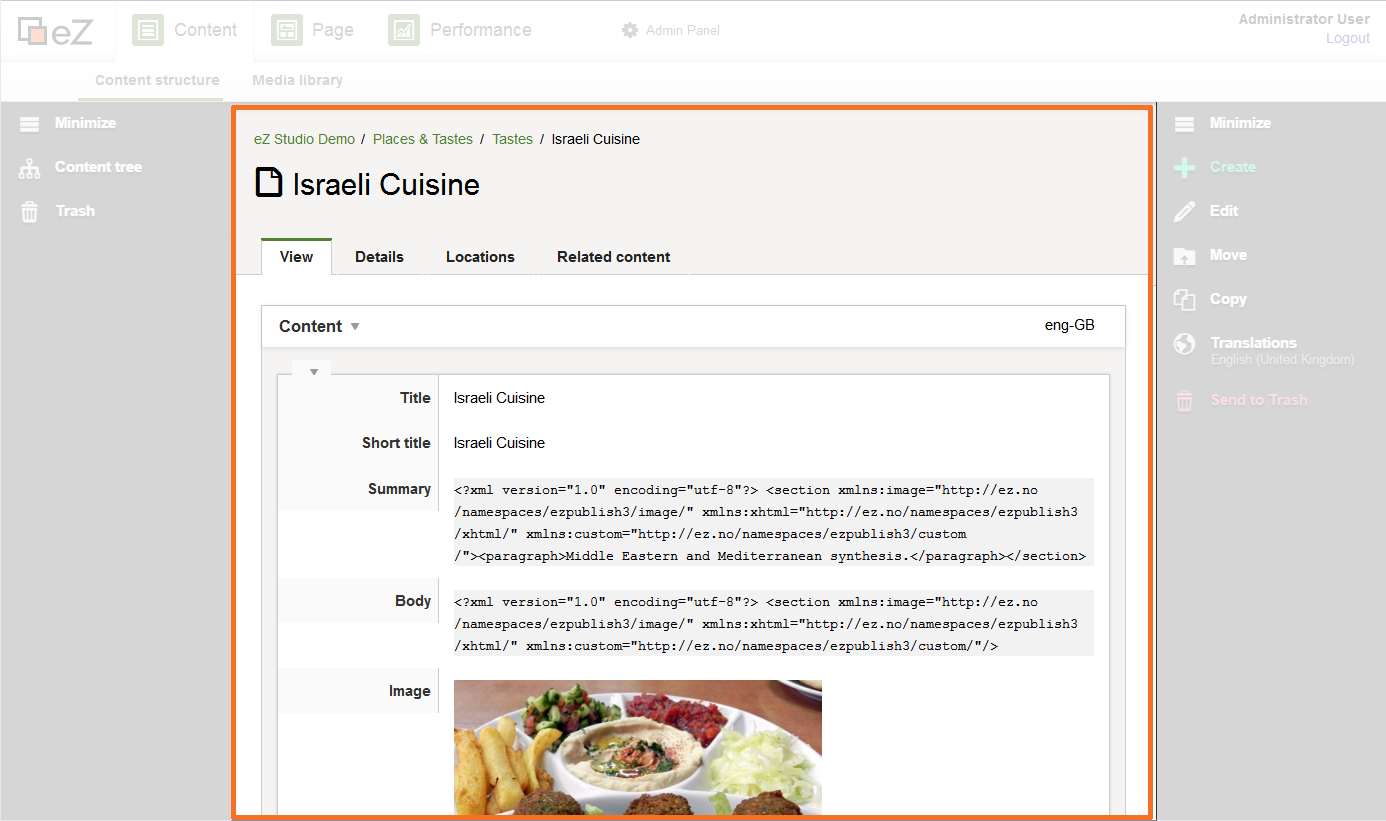 eZ
Content
Page
Performance
Admin Panel
Administrator User
Logout
Content structure
Media library
Minimize
Content tree
Trash
eZ Studio Demo / Places & Tastes / Tastes / Israeli Cuisine
Israeli Cuisine
View
Details
Locations
Related content
Content ▼
eng-GB
▼
Title
Israeli Cuisine
Short title
Israeli Cuisine
Summary
<?xml version="1.0" encoding="utf-8"?> <section xmlns:image="http://ez.no
/namespaces/ezpublish3/image/" xmlns:xhtml="http://ez.no/namespaces/ezpublish3
/xhtml/" xmlns:custom="http://ez.no/namespaces/ezpublish3/custom
/"><paragraph>Middle Eastern and Mediterranean synthesis.</paragraph></section>
Body
<?xml version="1.0" encoding="utf-8"?> <section xmlns:image="http://ez.no
/namespaces/ezpublish3/image/" xmlns:xhtml="http://ez.no/namespaces/ezpublish3
/xhtml/" xmlns:custom="http://ez.no/namespaces/ezpublish3/custom/"/>
Image
Minimize
Create
Edit
Move
Copy
Translations
English (United Kingdom)
Send to Trash